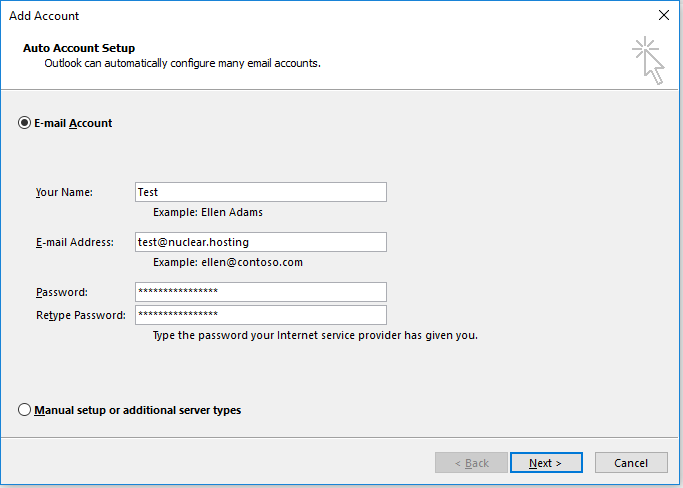 Add Account
Auto Account Setup
Outlook can automatically configure many email accounts.
E-mail Account
Your Name: Test
Example: Ellen Adams
E-mail Address: test@nuclear.hosting
Example: ellen@contoso.com
Password: ****************
Retype Password: ****************
Type the password your Internet service provider has given you.
Manual setup or additional server types
< Back Next > Cancel